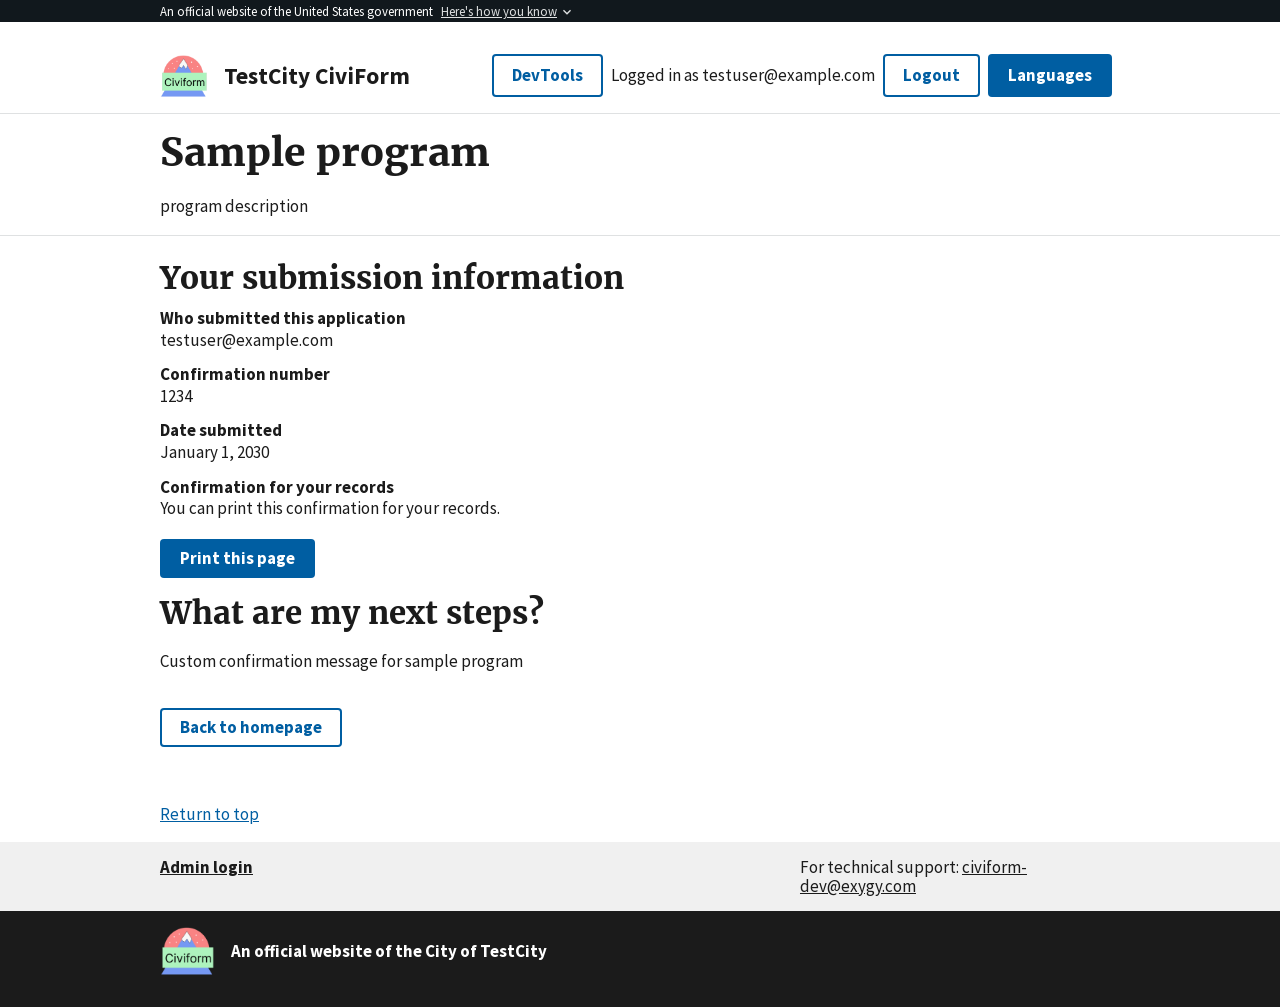 An official website of the United States government Here's how you know
Civiform
TestCity CiviForm
DevTools
Logged in as testuser@example.com
Logout
Languages
Sample program
program description
Your submission information
Who submitted this application
testuser@example.com
Confirmation number
1234
Date submitted
January 1, 2030
Confirmation for your records
You can print this confirmation for your records.
Print this page
What are my next steps?
Custom confirmation message for sample program
Back to homepage
Return to top
Admin login
For technical support: civiform-
dev@exygy.com
Civiform
An official website of the City of TestCity